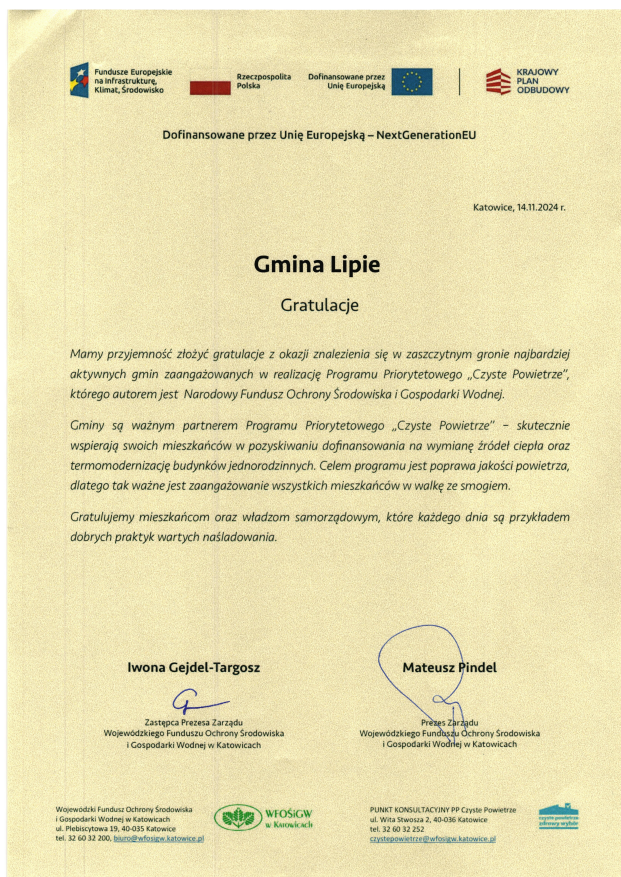 Fundusze Europejskie
na Infrastrukturę,
Klimat, Środowisko
Rzeczpospolita
Polska
Dofinansowane przez
Unię Europejską
KRAJOWY
PLAN
ODBUDOWY
Dofinansowane przez Unię Europejską – NextGenerationEU
Katowice, 14.11.2024 r.
Gmina Lipie
Gratulacje
Mamy przyjemność złożyć gratulacje z okazji znalezienia się w zaszczytnym gronie najbardziej
aktywnych gmin zaangażowanych w realizację Programu Priorytetowego „Czyste Powietrze”,
którego autorem jest Narodowy Fundusz Ochrony Środowiska i Gospodarki Wodnej.
Gminy są ważnym partnerem Programu Priorytetowego „Czyste Powietrze” – skutecznie
wspierają swoich mieszkańców w pozyskiwaniu dofinansowania na wymianę źródeł ciepła oraz
termomodernizację budynków jednorodzinnych. Celem programu jest poprawa jakości powietrza,
dlatego tak ważne jest zaangażowanie wszystkich mieszkańców w walkę ze smogiem.
Gratulujemy mieszkańcom oraz władzom samorządowym, które każdego dnia są przykładem
dobrych praktyk wartych naśladowania.
Iwona Gejdel-Targosz
Zastępca Prezesa Zarządu
Wojewódzkiego Funduszu Ochrony Środowiska
i Gospodarki Wodnej w Katowicach
Mateusz Pindel
Prezes Zarządu
Wojewódzkiego Funduszu Ochrony Środowiska
i Gospodarki Wodnej w Katowicach
Wojewódzki Fundusz Ochrony Środowiska
i Gospodarki Wodnej w Katowicach
ul. Plebiscytowa 19, 40-035 Katowice
tel. 32 60 32 200, biuro@wfosigw.katowice.pl
WFOŚiGW
w Katowicach
PUNKT KONSULTACYJNY PP Czyste Powietrze
ul. Wita Stwosza 2, 40-036 Katowice
tel. 32 60 32 252
czystepowietrze@wfosigw.katowice.pl
czyste powietrze
zdrowy wybór